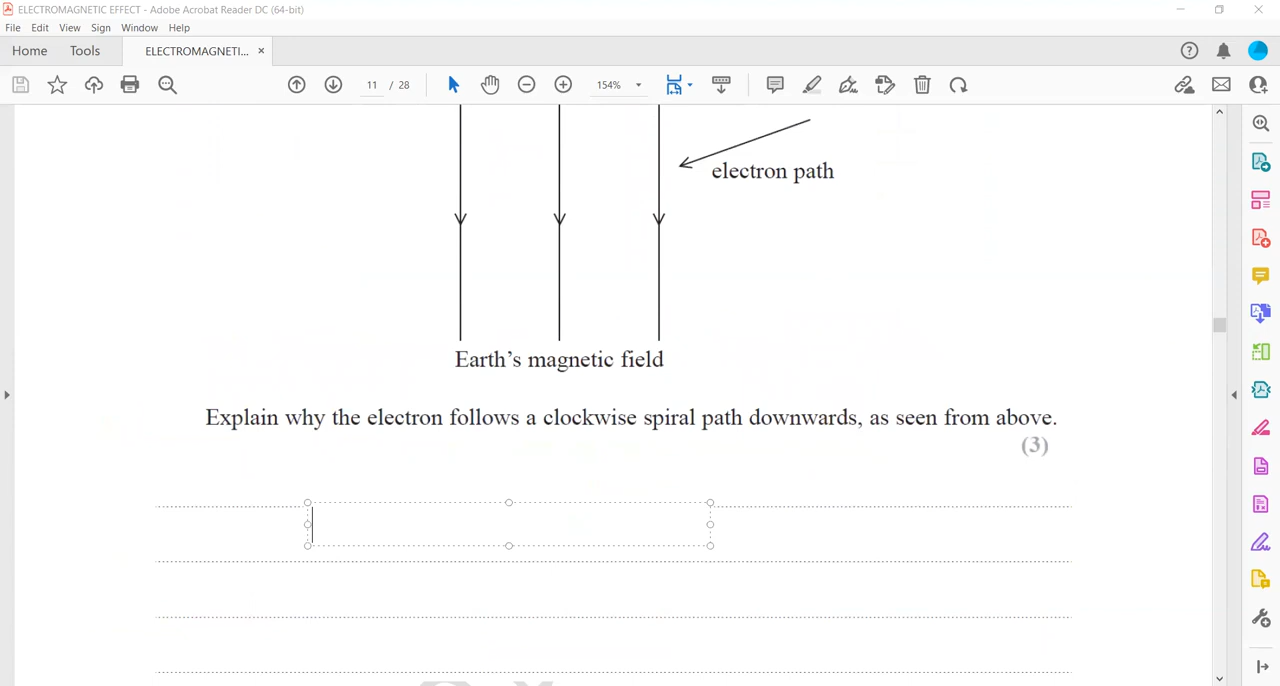 ELECTROMAGNETIC EFFECT - Adobe Acrobat Reader DC (64-bit)
File Edit View Sign Window Help
Home Tools ELECTROMAGNETI... ×
11 / 28 154%
electron path
Earth's magnetic field
Explain why the electron follows a clockwise spiral path downwards, as seen from above.
(3)